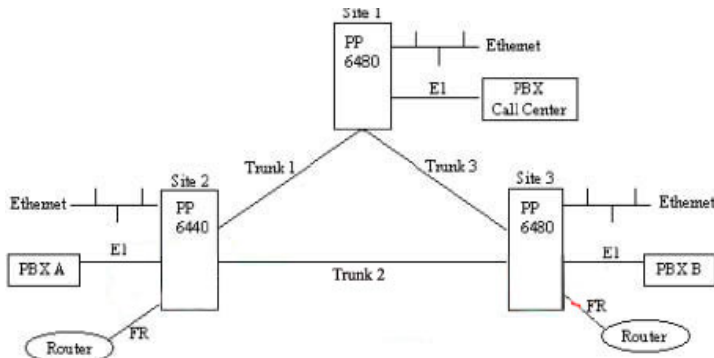 Site 1
PP
6480
Ethernet
E1
PBX
Call Center
Trunk 1
Trunk 3
Site 2
PP
6440
Ethernet
E1
PBX A
FR
Router
Trunk 2
Site 3
PP
6480
Ethernet
E1
PBX B
FR
Router